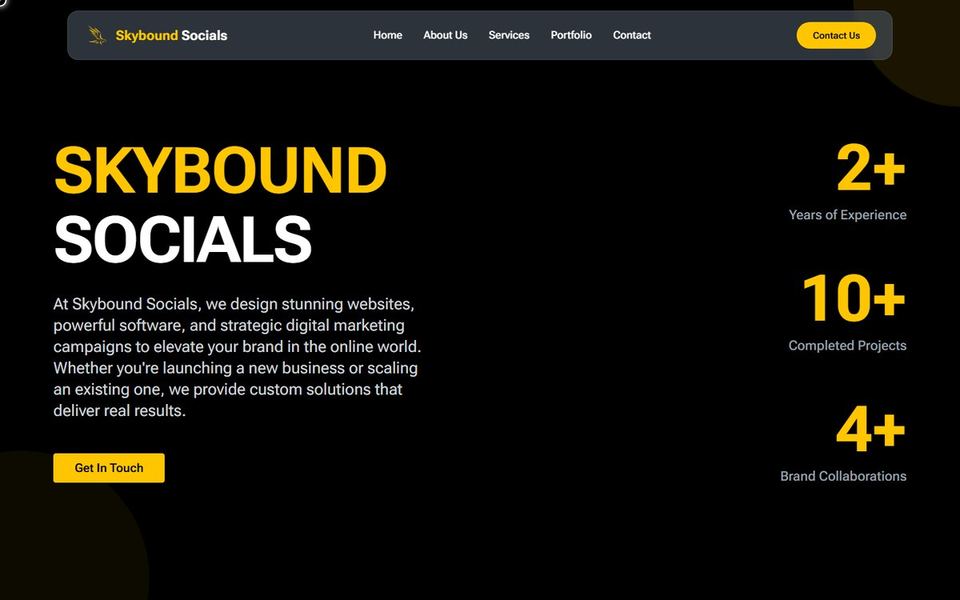 Skybound Socials
Home About Us Services Portfolio Contact
Contact Us
SKYBOUND
SOCIALS
At Skybound Socials, we design stunning websites,
powerful software, and strategic digital marketing
campaigns to elevate your brand in the online world.
Whether you're launching a new business or scaling
an existing one, we provide custom solutions that
deliver real results.
Get In Touch
2+
Years of Experience
10+
Completed Projects
4+
Brand Collaborations